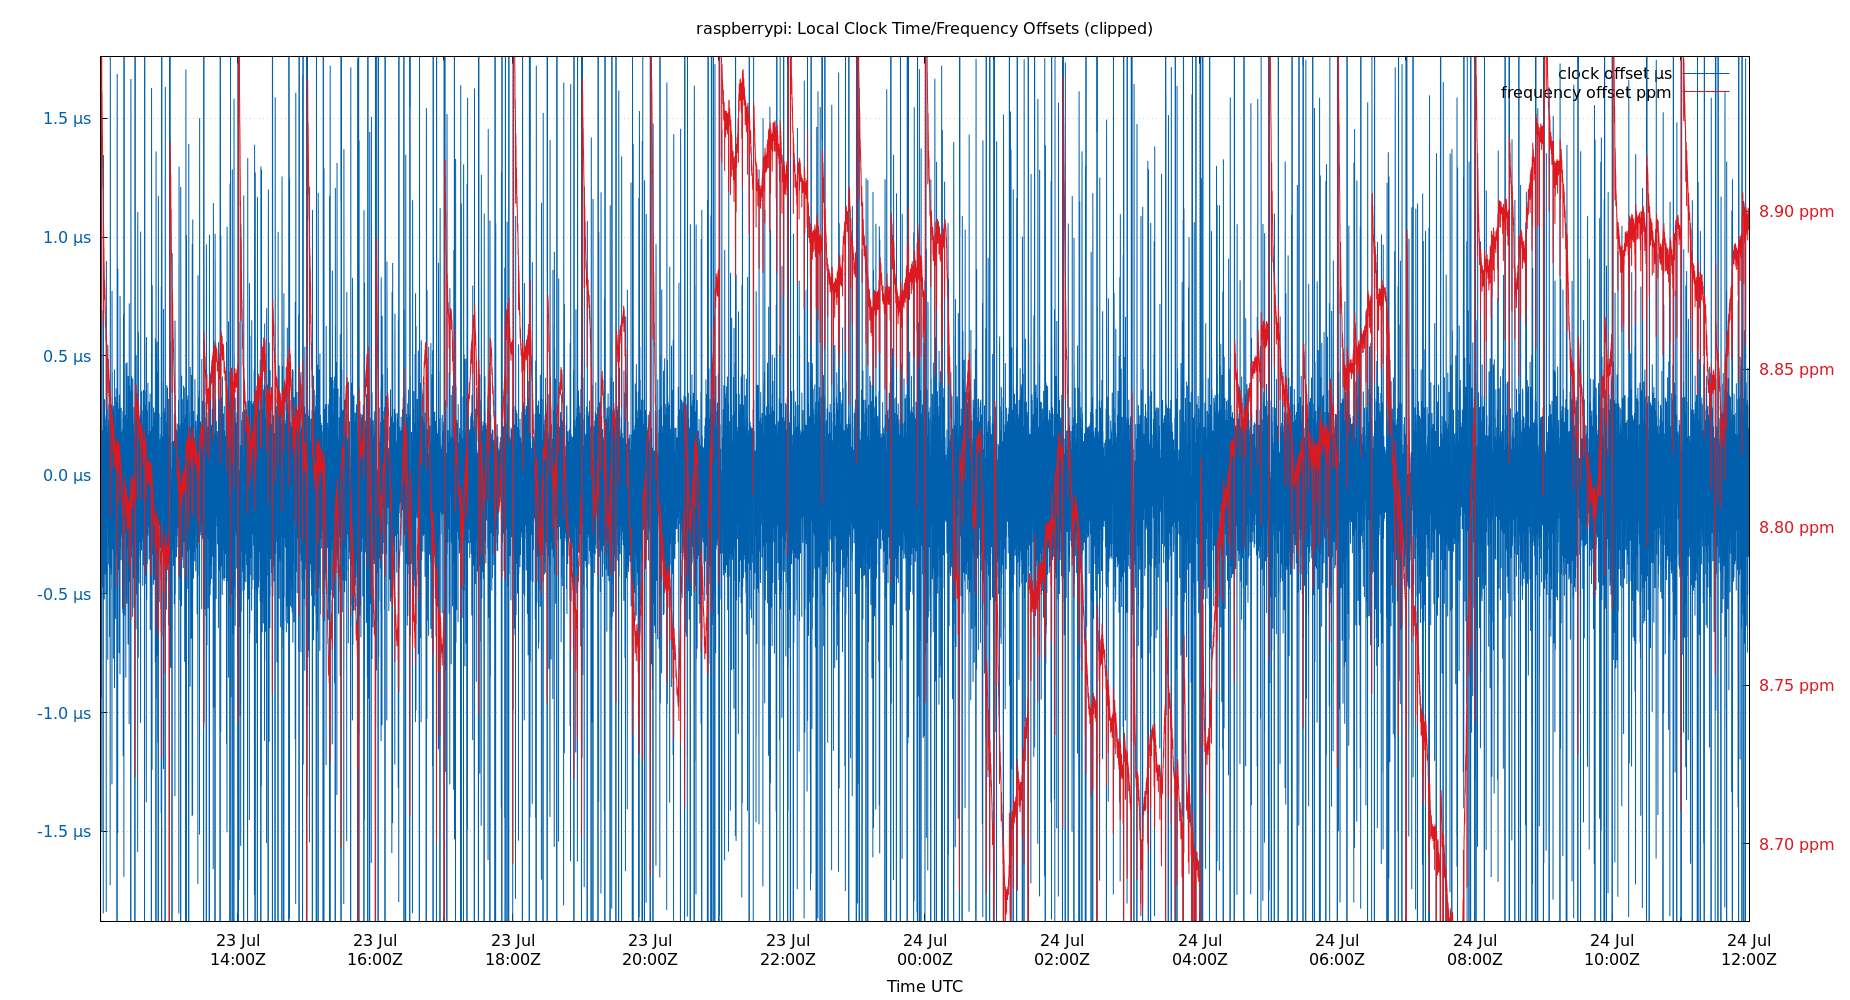 raspberrypi: Local Clock Time/Frequency Offsets (clipped)
clock offset µs
frequency offset ppm
1.5 µs
1.0 µs
0.5 µs
0.0 µs
-0.5 µs
-1.0 µs
-1.5 µs
8.90 ppm
8.85 ppm
8.80 ppm
8.75 ppm
8.70 ppm
23 Jul 23 Jul 23 Jul 23 Jul 23 Jul 24 Jul 24 Jul 24 Jul 24 Jul 24 Jul 24 Jul 24 Jul
14:00Z 16:00Z 18:00Z 20:00Z 22:00Z 00:00Z 02:00Z 04:00Z 06:00Z 08:00Z 10:00Z 12:00Z
Time UTC